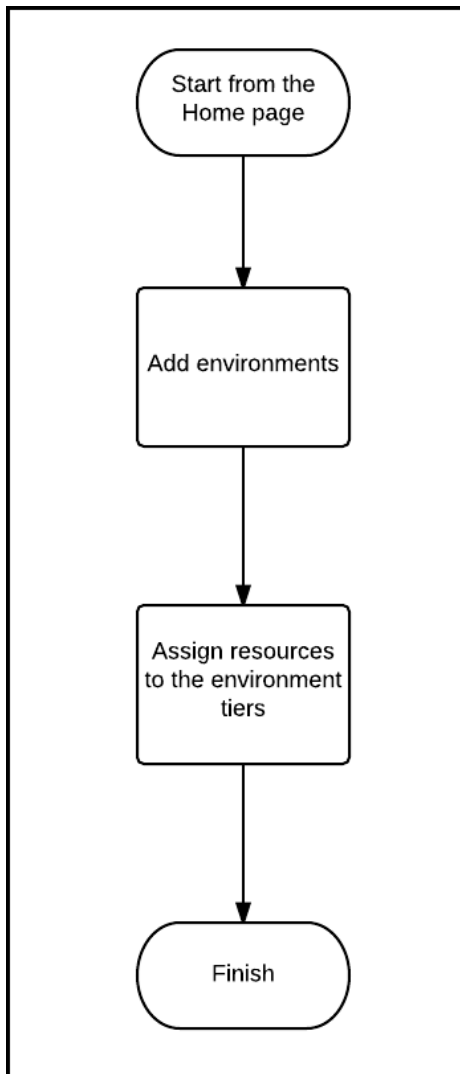 Start from the
Home page
Add environments
Assign resources
to the environment
tiers
Finish